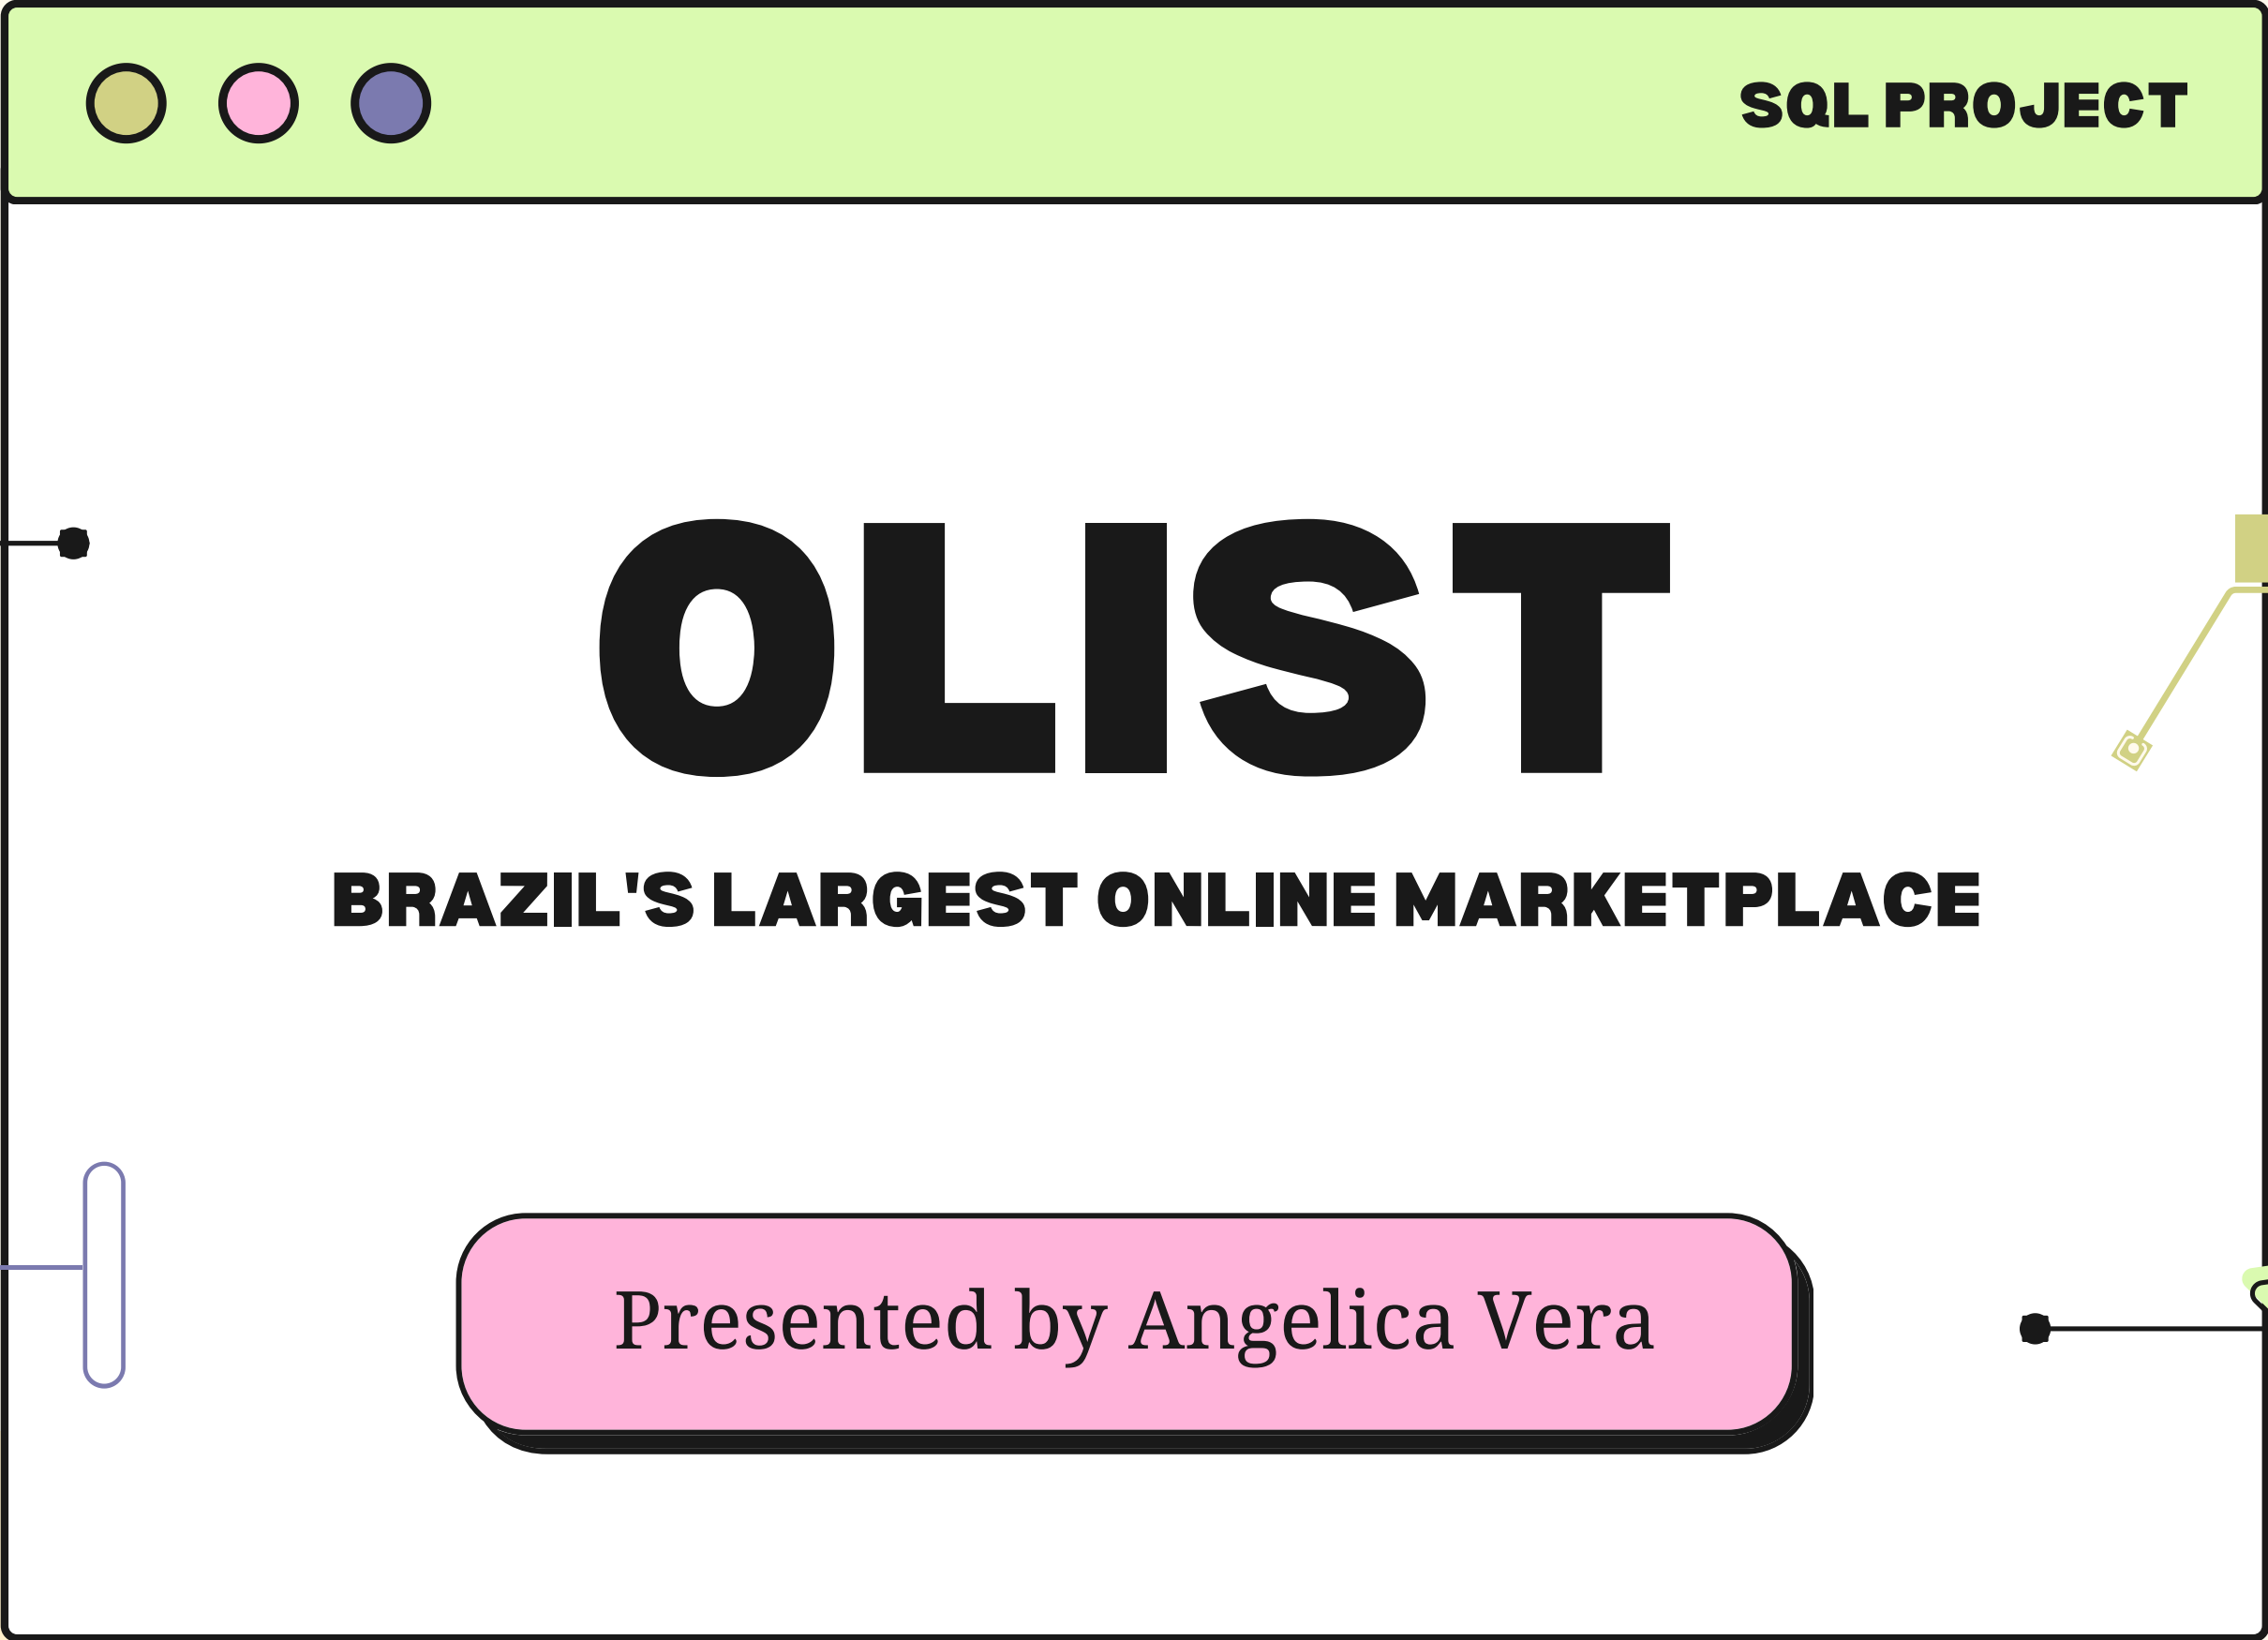 SQL PROJECT
OLIST
BRAZIL'S LARGEST ONLINE MARKETPLACE
Presented by Angelica Vera